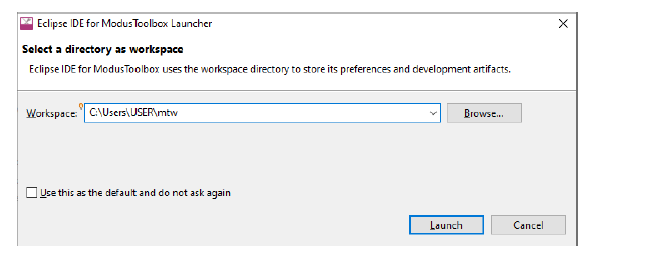 Eclipse IDE for ModusToolbox Launcher
Select a directory as workspace
Eclipse IDE for ModusToolbox uses the workspace directory to store its preferences and development artifacts.
Workspace: C:\Users\USER\mtw Browse...
Use this as the default and do not ask again
Launch Cancel